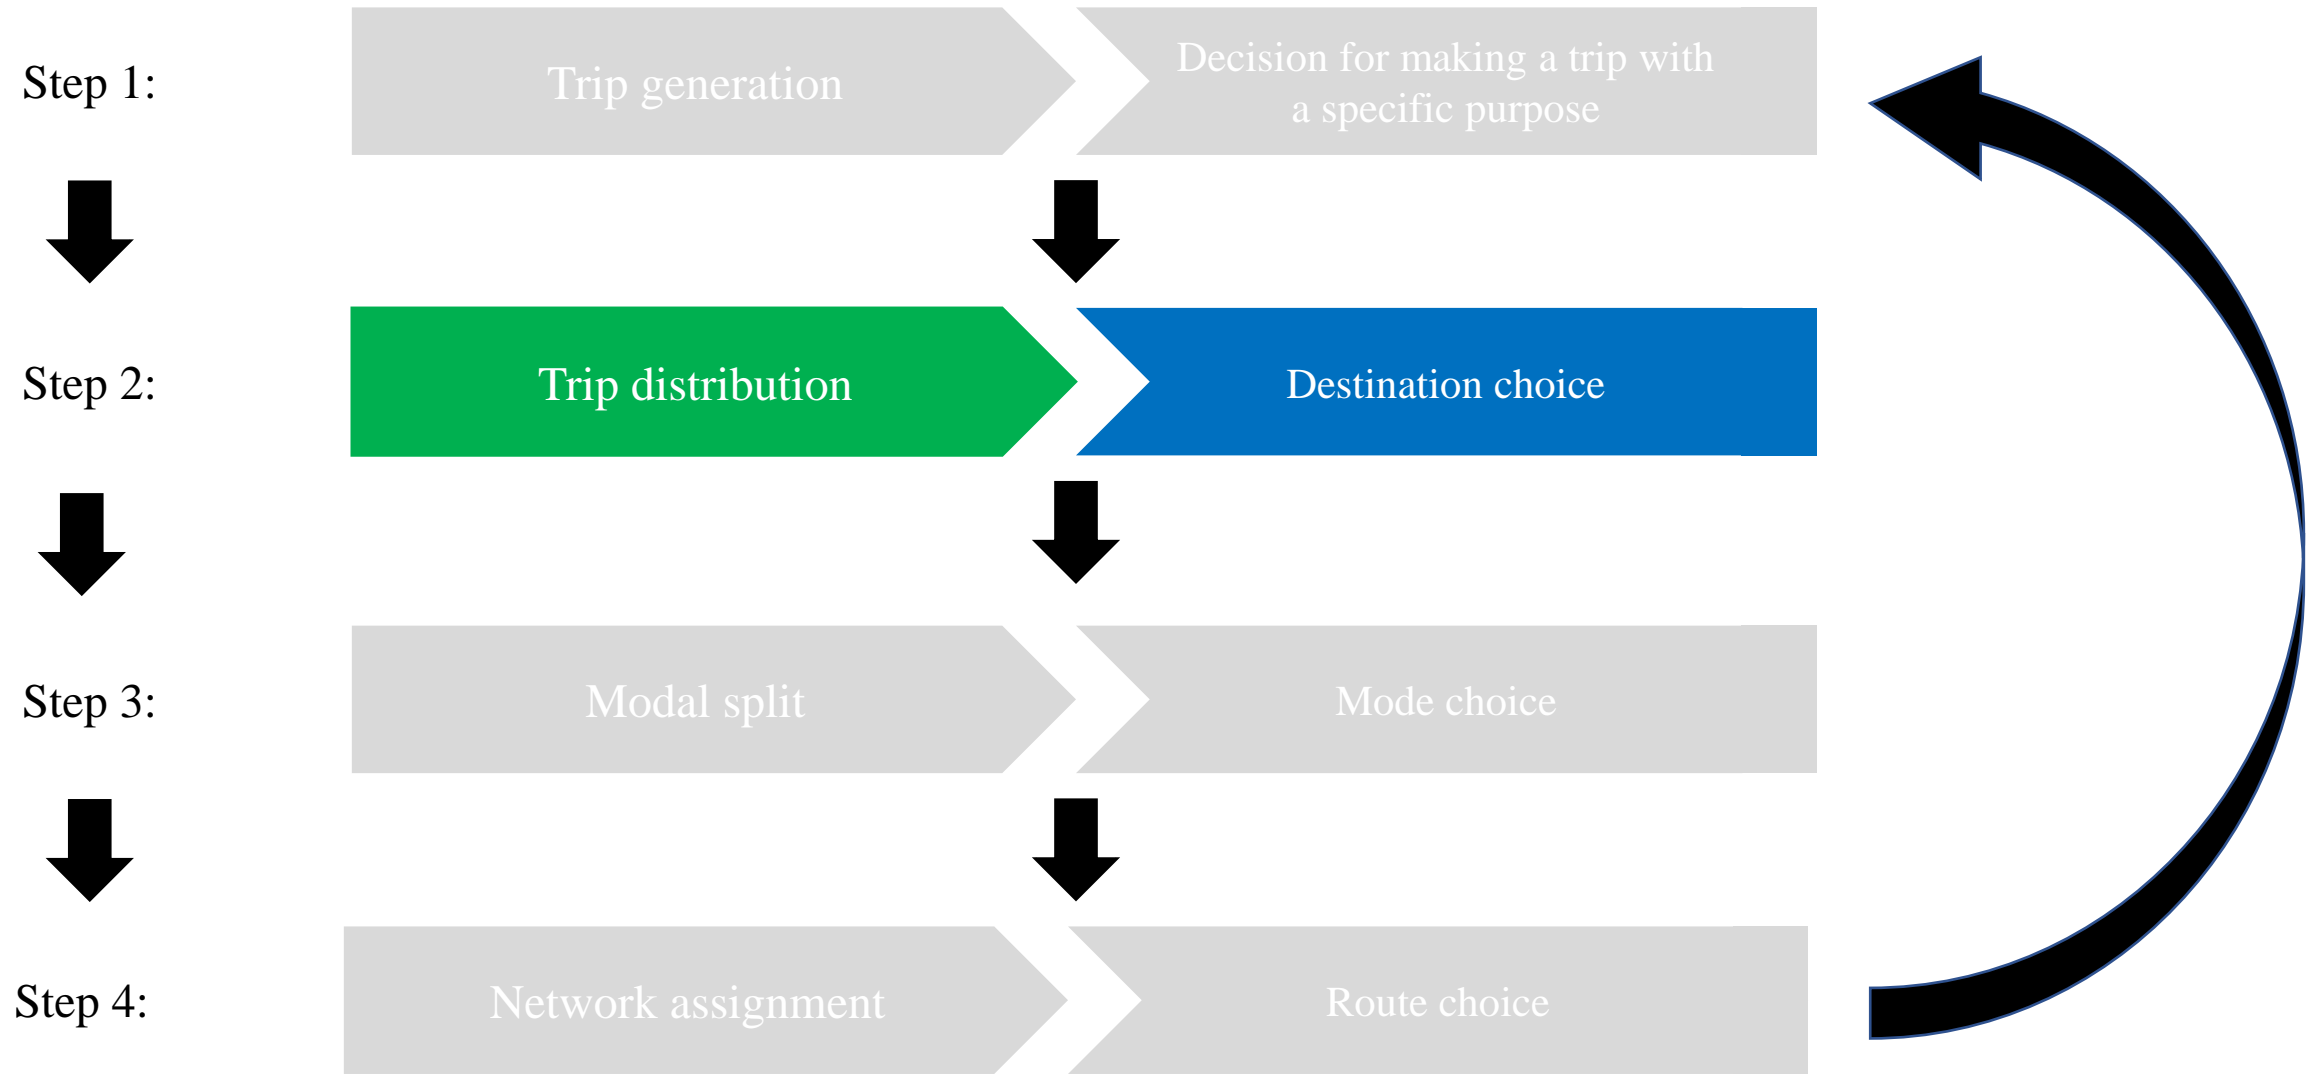 Step 1:
Trip generation
Decision for making a trip with
a specific purpose
Step 2:
Trip distribution
Destination choice
Step 3:
Modal split
Mode choice
Step 4:
Network assignment
Route choice